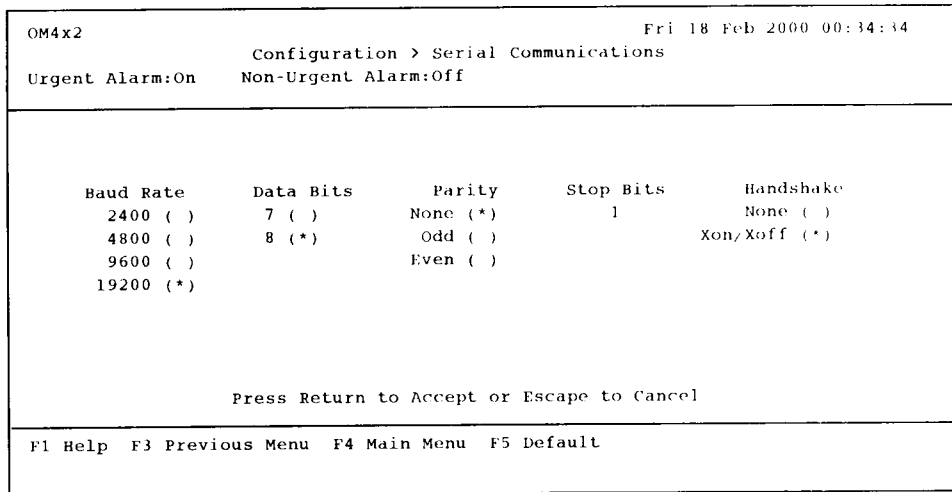 OM4x2 Fri 18 Feb 2000 00:34:34
Configuration > Serial Communications
Urgent Alarm:On Non-Urgent Alarm:Off
Baud Rate Data Bits Parity Stop Bits Handshake
2400 ( ) 7 ( ) None (*) 1 None ( )
4800 ( ) 8 (*) Odd ( ) Xon/Xoff (*)
9600 ( ) Even ( )
19200 (*)
Press Return to Accept or Escape to Cancel
F1 Help F3 Previous Menu F4 Main Menu F5 Default